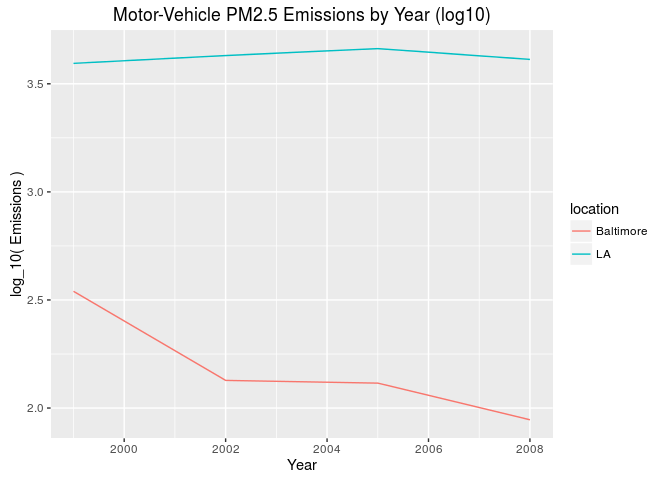 Motor-Vehicle PM2.5 Emissions by Year (log10)
3.5
3.0
2.5
2.0
log_10( Emissions )
2000 2002 2004 2006 2008
Year
location
Baltimore
LA